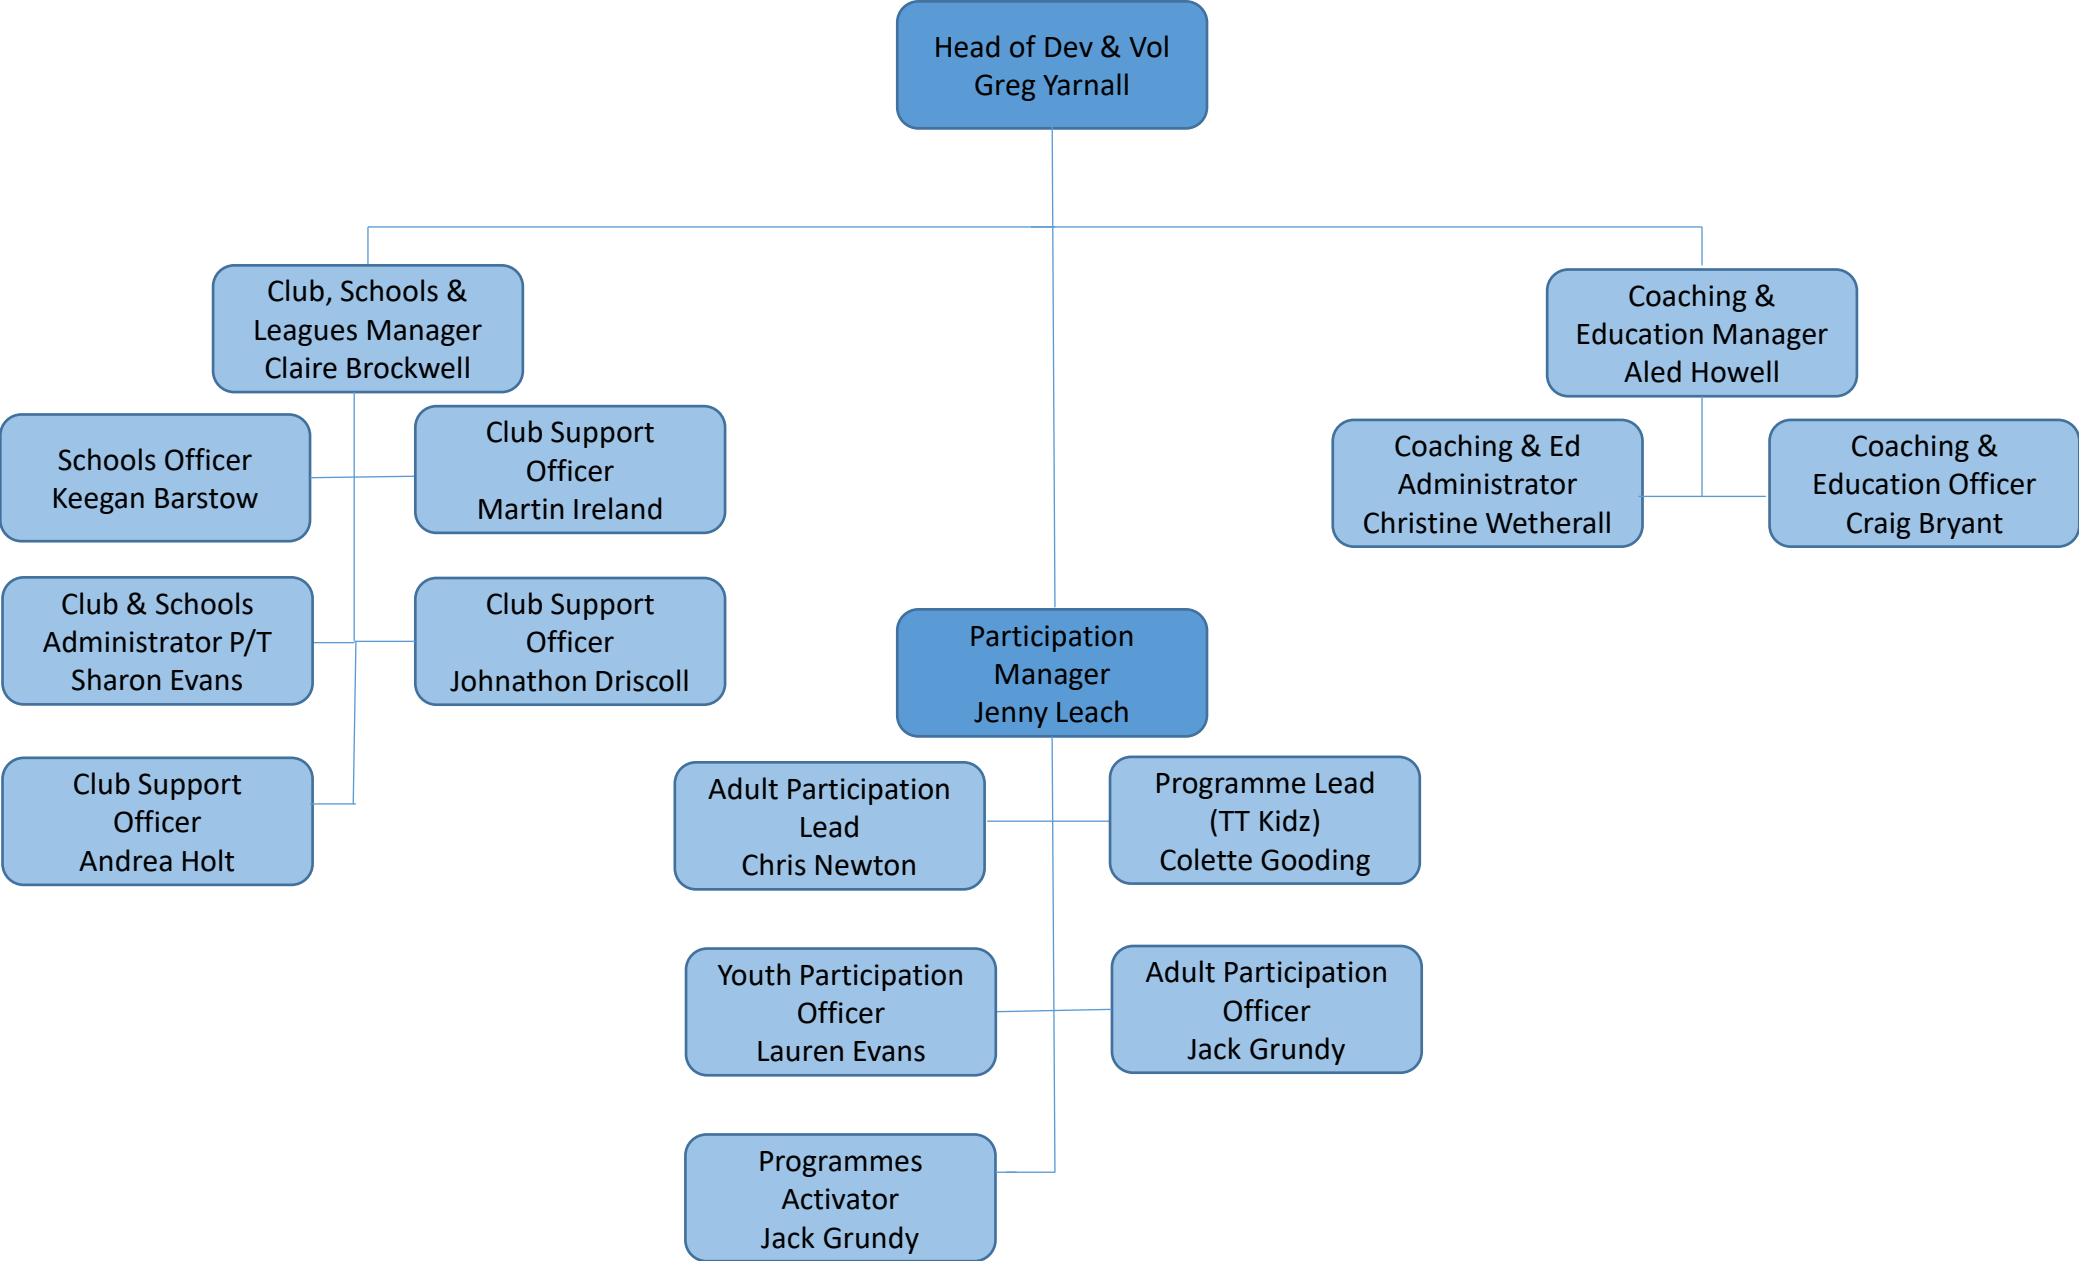 Head of Dev & Vol
Greg Yarnall
Club, Schools &
Leagues Manager
Claire Brockwell
Coaching &
Education Manager
Aled Howell
Schools Officer
Keegan Barstow
Club Support
Officer
Martin Ireland
Coaching & Ed
Administrator
Christine Wetherall
Coaching &
Education Officer
Craig Bryant
Club & Schools
Administrator P/T
Sharon Evans
Club Support
Officer
Johnathon Driscoll
Participation
Manager
Jenny Leach
Club Support
Officer
Andrea Holt
Adult Participation
Lead
Chris Newton
Programme Lead
(TT Kidz)
Colette Gooding
Youth Participation
Officer
Lauren Evans
Adult Participation
Officer
Jack Grundy
Programmes
Activator
Jack Grundy